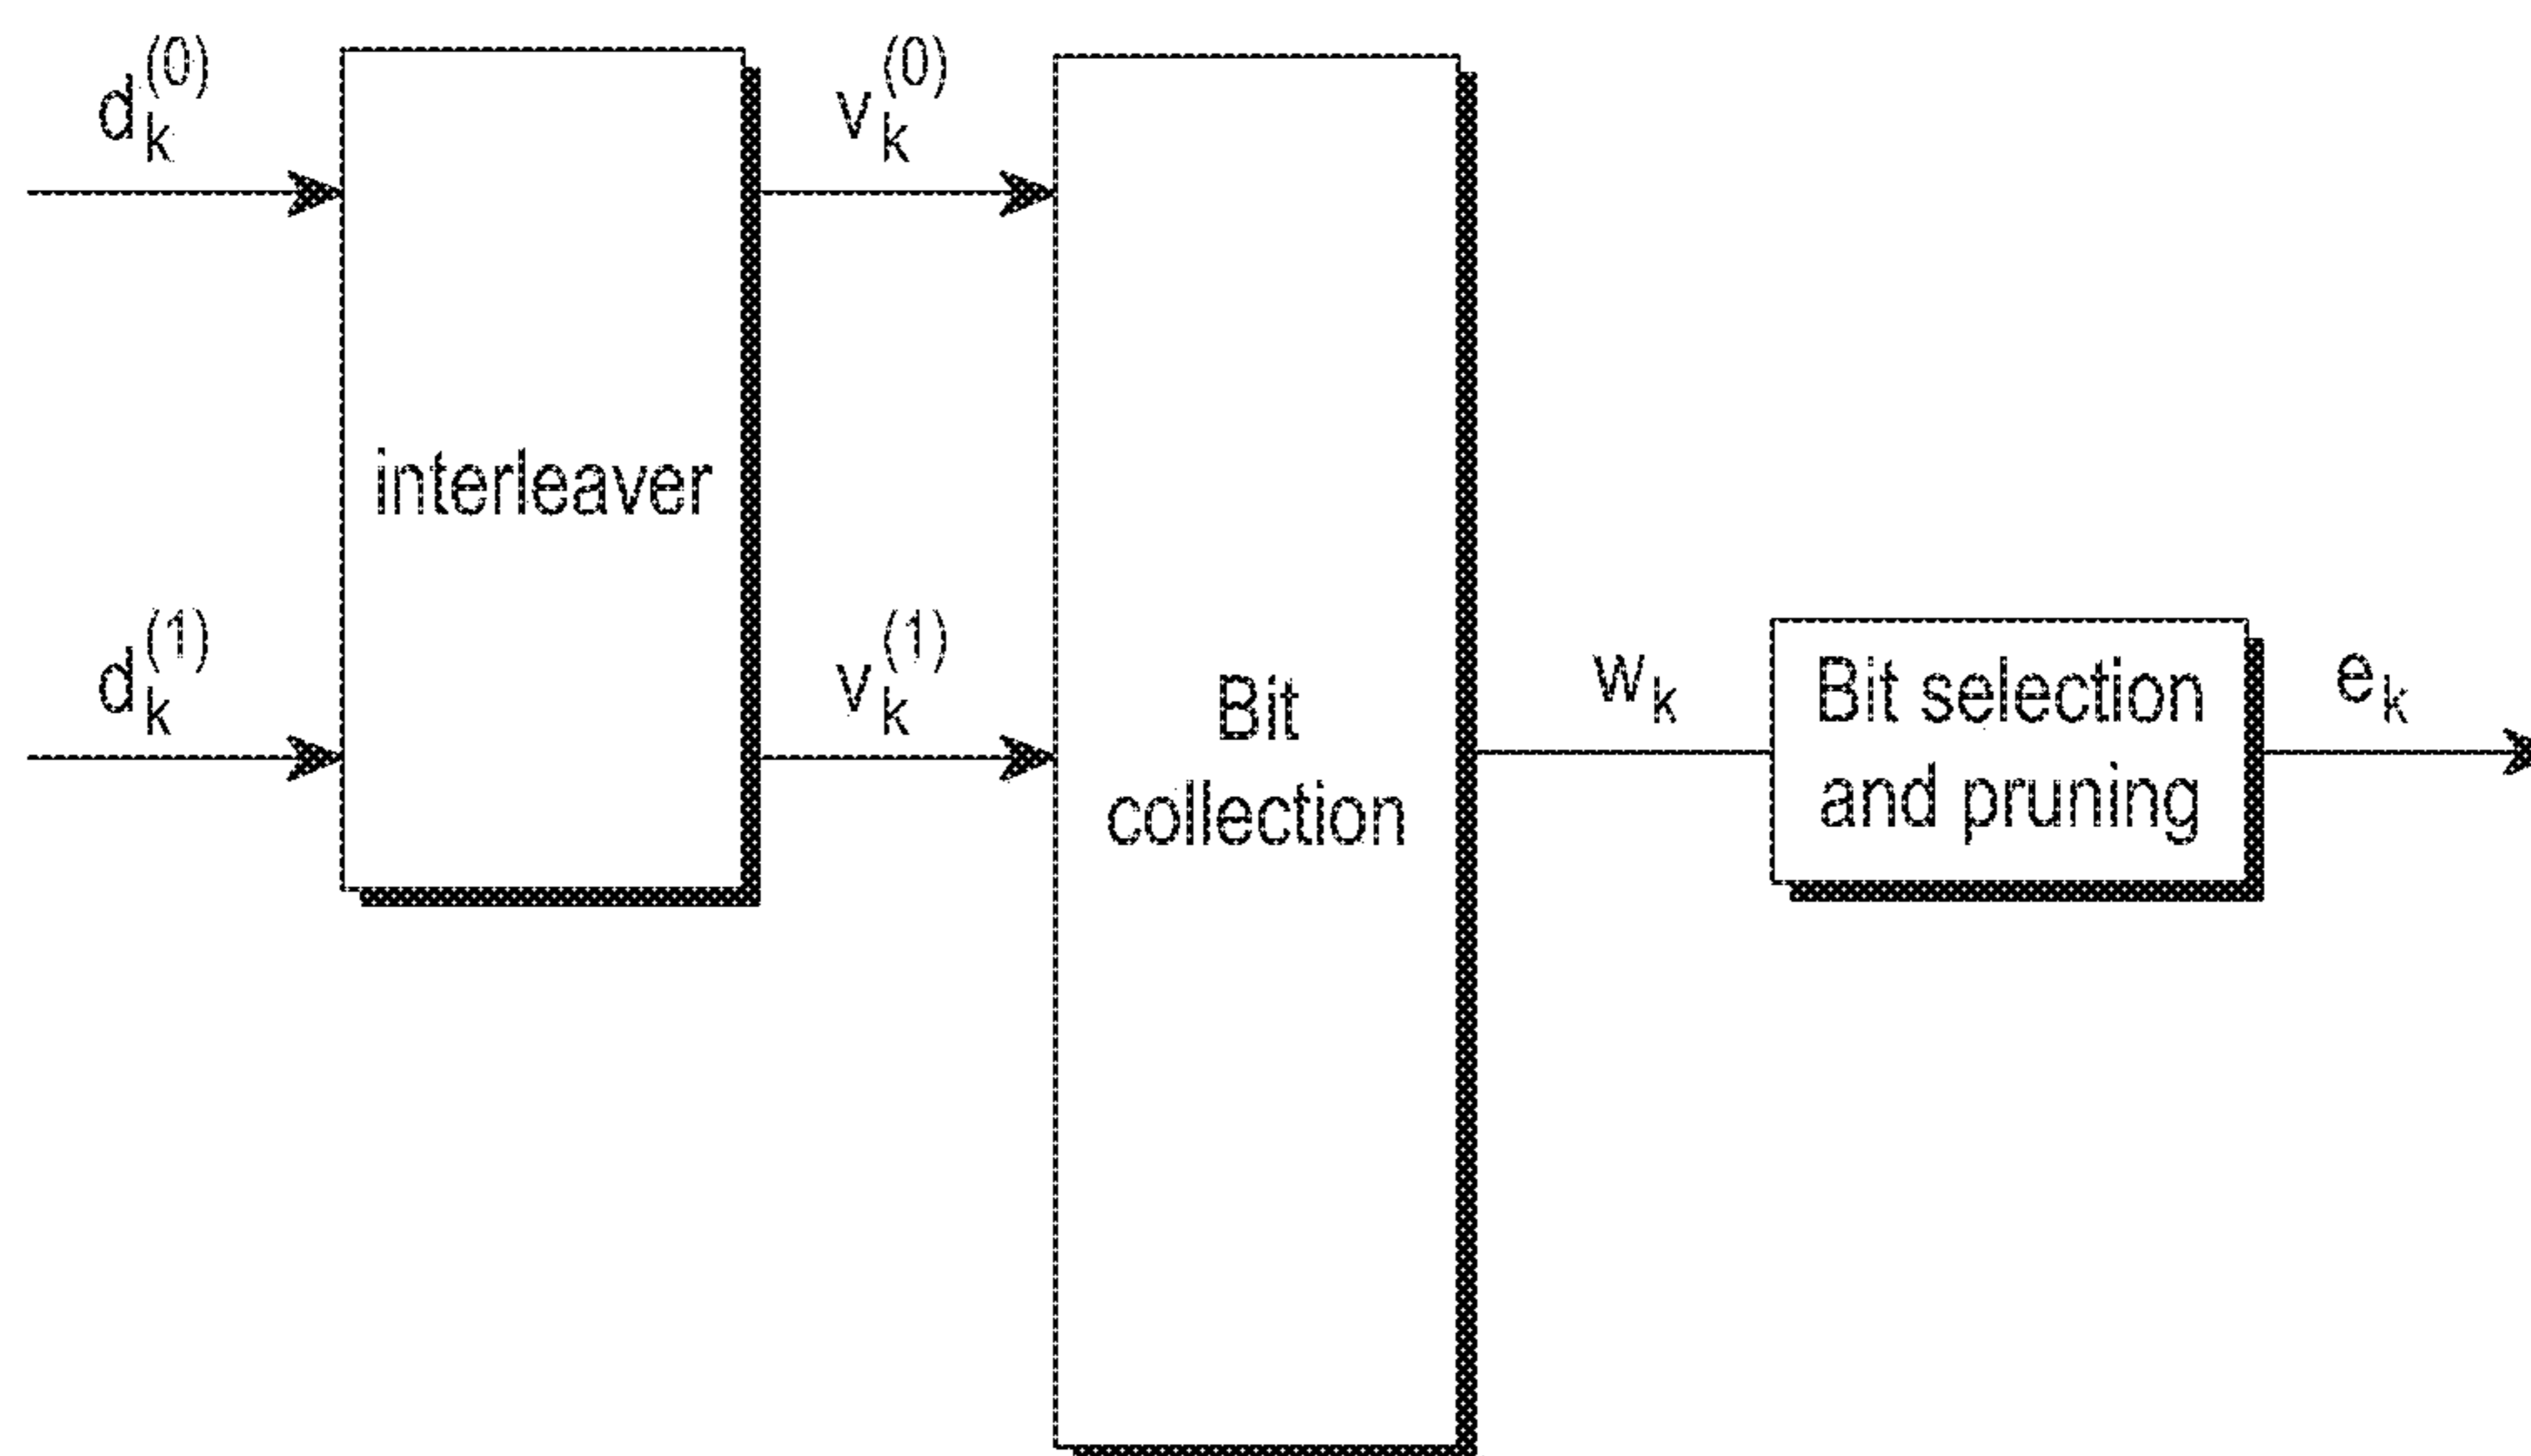 d_k^(0)
v_k^(0)
interleaver
d_k^(1)
v_k^(1)
Bit
collection
w_k
Bit selection
and pruning
e_k